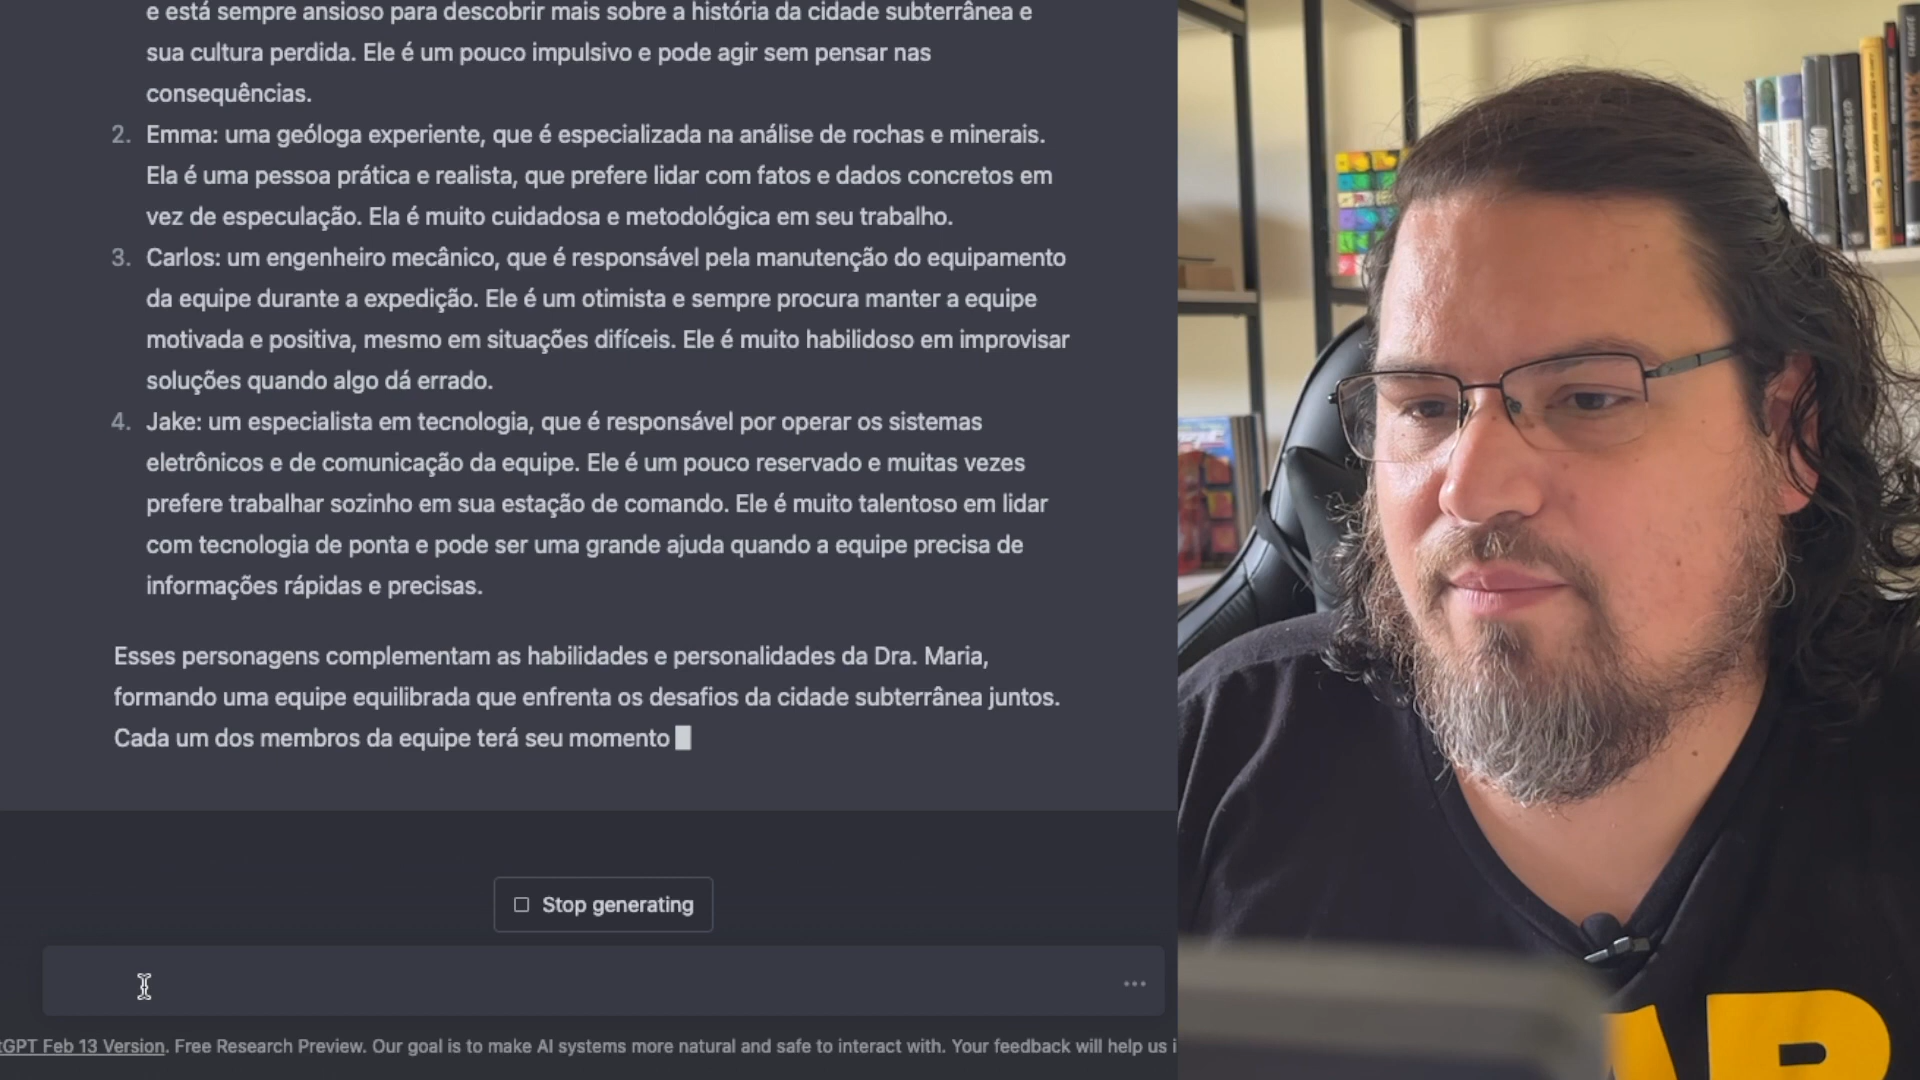 e está sempre ansioso para descobrir mais sobre a história da cidade subterrânea e
sua cultura perdida. Ele é um pouco impulsivo e pode agir sem pensar nas
consequências.
2. Emma: uma geóloga experiente, que é especializada na análise de rochas e minerais.
Ela é uma pessoa prática e realista, que prefere lidar com fatos e dados concretos em
vez de especulação. Ela é muito cuidadosa e metodológica em seu trabalho.
3. Carlos: um engenheiro mecânico, que é responsável pela manutenção do equipamento
da equipe durante a expedição. Ele é um otimista e sempre procura manter a equipe
motivada e positiva, mesmo em situações difíceis. Ele é muito habilidoso em improvisar
soluções quando algo dá errado.
4. Jake: um especialista em tecnologia, que é responsável por operar os sistemas
eletrônicos e de comunicação da equipe. Ele é um pouco reservado e muitas vezes
prefere trabalhar sozinho em sua estação de comando. Ele é muito talentoso em lidar
com tecnologia de ponta e pode ser uma grande ajuda quando a equipe precisa de
informações rápidas e precisas.
Esses personagens complementam as habilidades e personalidades da Dra. Maria,
formando uma equipe equilibrada que enfrenta os desafios da cidade subterrânea juntos.
Cada um dos membros da equipe terá seu momento
Stop generating
GPT Feb 13 Version. Free Research Preview. Our goal is to make AI systems more natural and safe to interact with. Your feedback will help us i
MOBY DICK